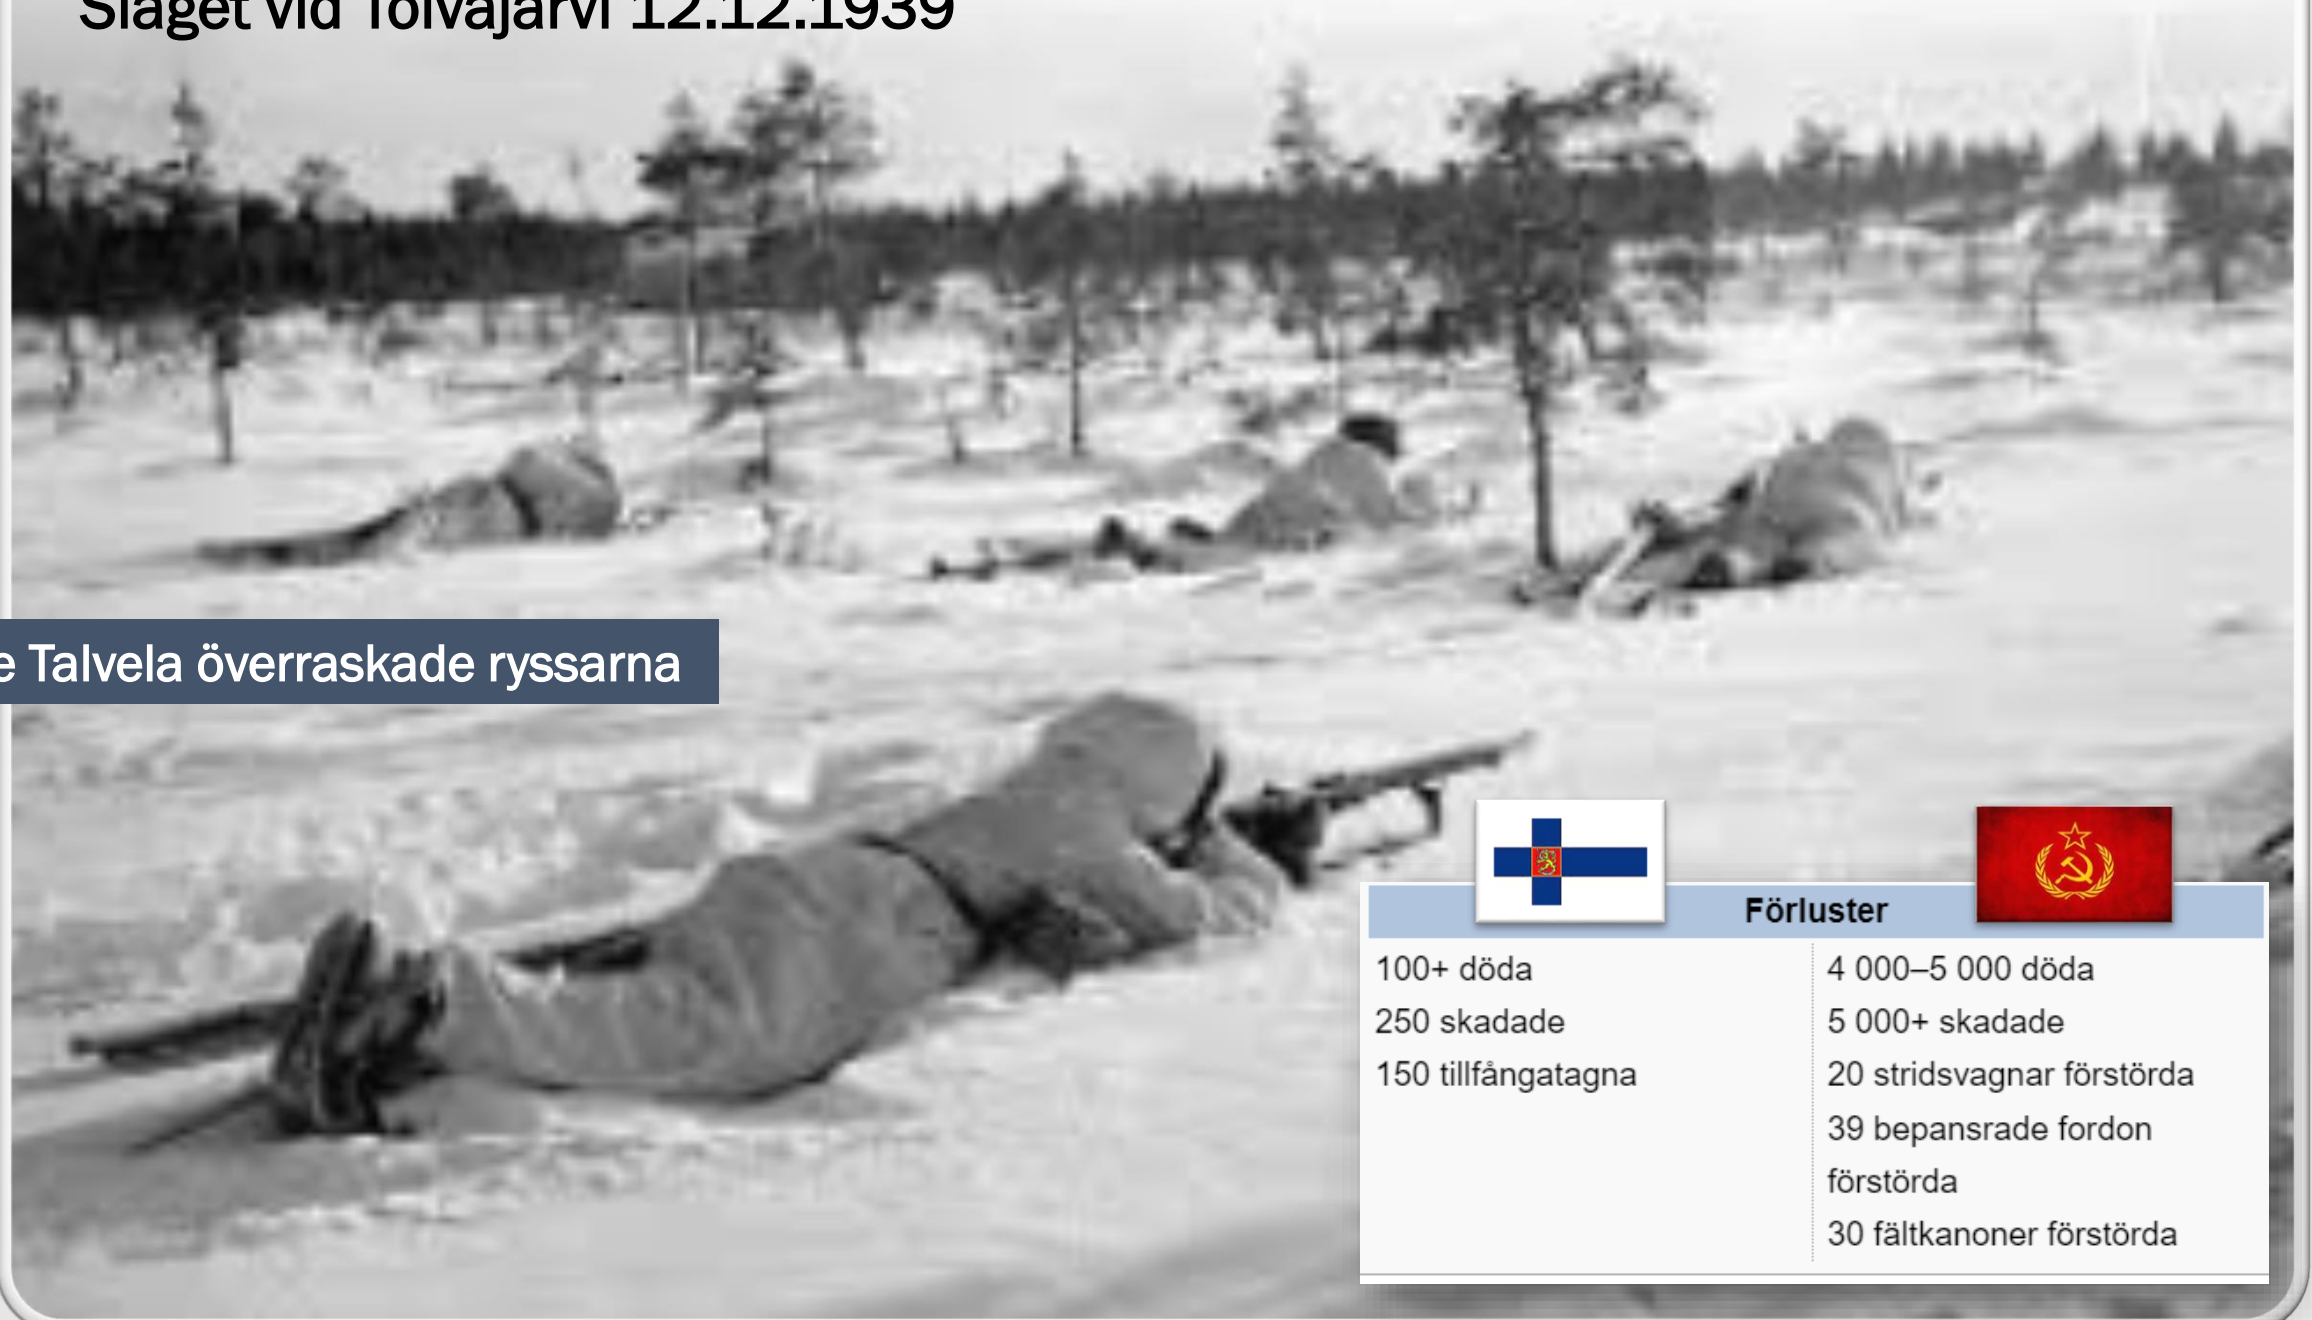 Slaget vid Tolvajärvi 12.12.1939
e Talvela överraskade ryssarna
Förluster
100+ döda
250 skadade
150 tillfångatagna
4 000–5 000 döda
5 000+ skadade
20 stridsvagnar förstörda
39 bepansrade fordon
förstörda
30 fältkanoner förstörda